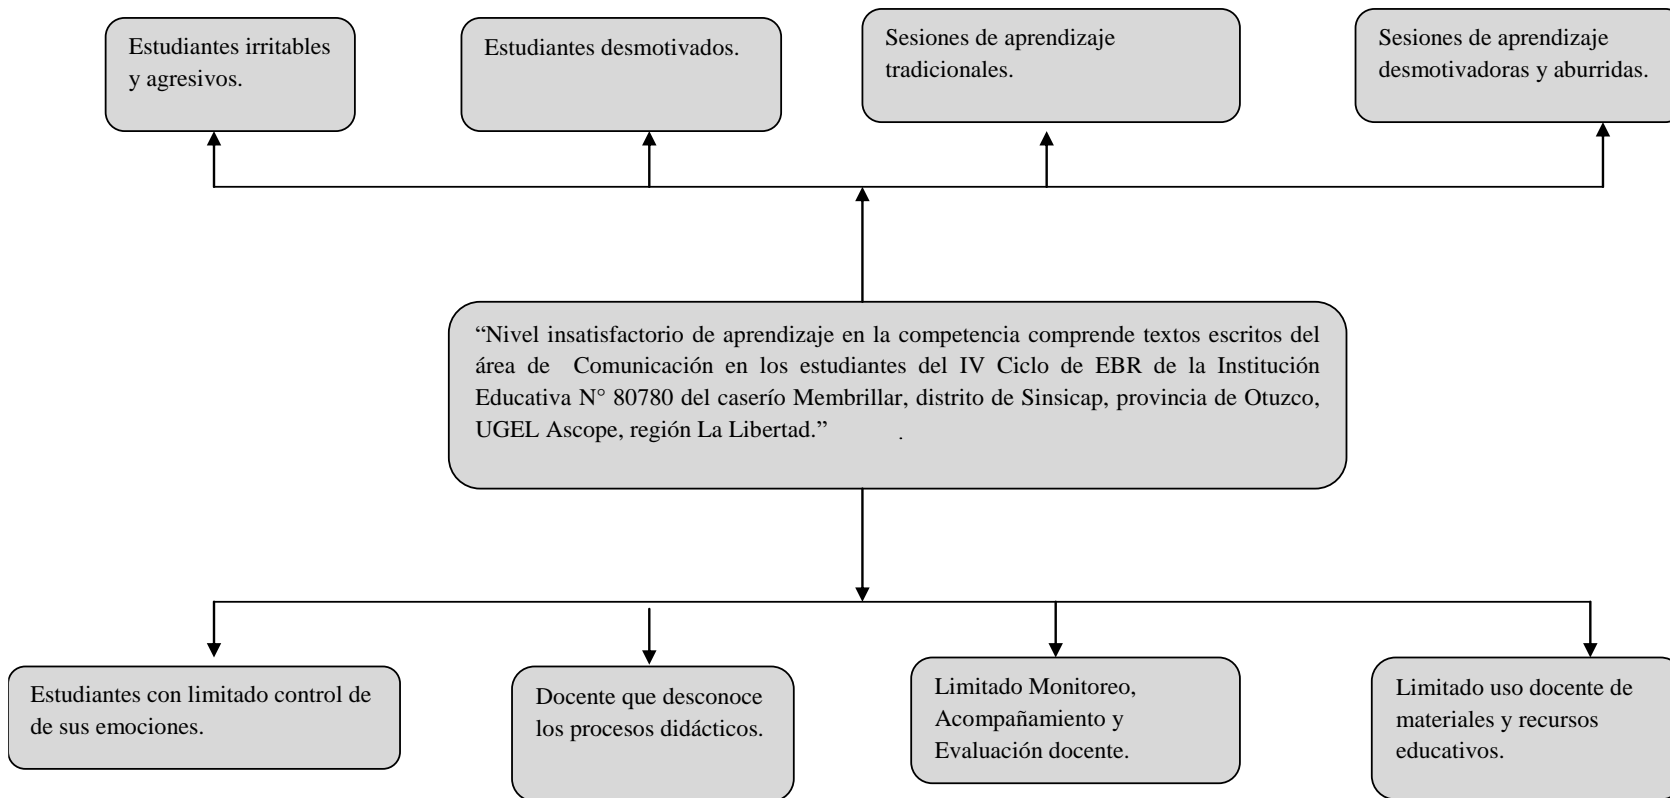 Estudiantes irritables
y agresivos.
Estudiantes desmotivados.
Sesiones de aprendizaje
tradicionales.
Sesiones de aprendizaje
desmotivadoras y aburridas.
“Nivel insatisfactorio de aprendizaje en la competencia comprende textos escritos del
área de Comunicación en los estudiantes del IV Ciclo de EBR de la Institución
Educativa N° 80780 del caserío Membrillar, distrito de Sinsicap, provincia de Otuzco,
UGEL Ascope, región La Libertad.” .
Estudiantes con limitado control de
de sus emociones.
Docente que desconoce
los procesos didácticos.
Limitado Monitoreo,
Acompañamiento y
Evaluación docente.
Limitado uso docente de
materiales y recursos
educativos.